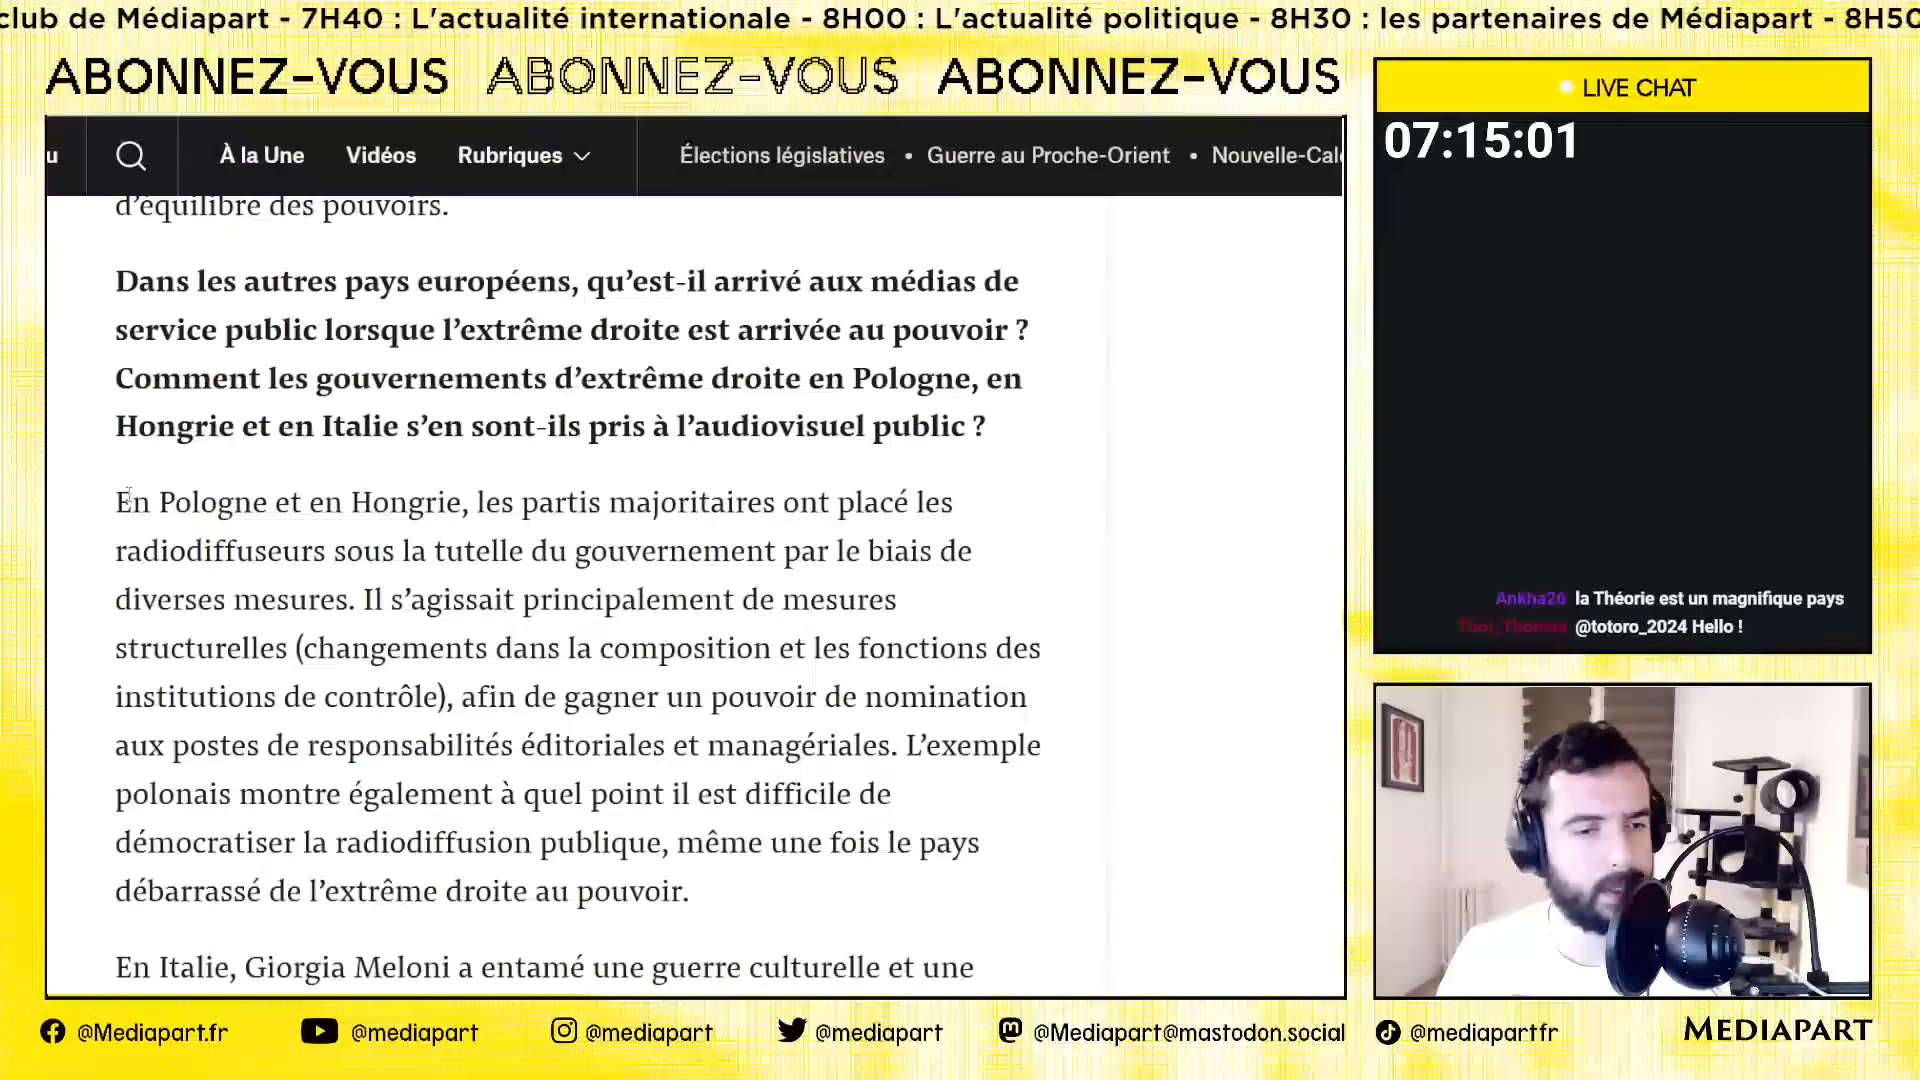 club de Médiapart - 7H40 : L'actualité internationale - 8H00 : L'actualité politique - 8H30 : les partenaires de Médiapart - 8H50
ABONNEZ-VOUS ABONNEZ-VOUS ABONNEZ-VOUS
LIVE CHAT
07:15:01
u À la Une Vidéos Rubriques Élections législatives • Guerre au Proche-Orient • Nouvelle-Cal
d'équilibre des pouvoirs.
Dans les autres pays européens, qu'est-il arrivé aux médias de
service public lorsque l'extrême droite est arrivée au pouvoir ?
Comment les gouvernements d'extrême droite en Pologne, en
Hongrie et en Italie s'en sont-ils pris à l'audiovisuel public ?
En Pologne et en Hongrie, les partis majoritaires ont placé les
radiodiffuseurs sous la tutelle du gouvernement par le biais de
diverses mesures. Il s'agissait principalement de mesures
structurelles (changements dans la composition et les fonctions des
institutions de contrôle), afin de gagner un pouvoir de nomination
aux postes de responsabilités éditoriales et managériales. L'exemple
polonais montre également à quel point il est difficile de
démocratiser la radiodiffusion publique, même une fois le pays
débarrassé de l'extrême droite au pouvoir.
En Italie, Giorgia Meloni a entamé une guerre culturelle et une
Ankha26 la Théorie est un magnifique pays
@totoro_2024 Hello !
@Mediapart.fr @mediapart @mediapart @mediapart @Mediapart@mastodon.social @mediapartfr MEDIAPART